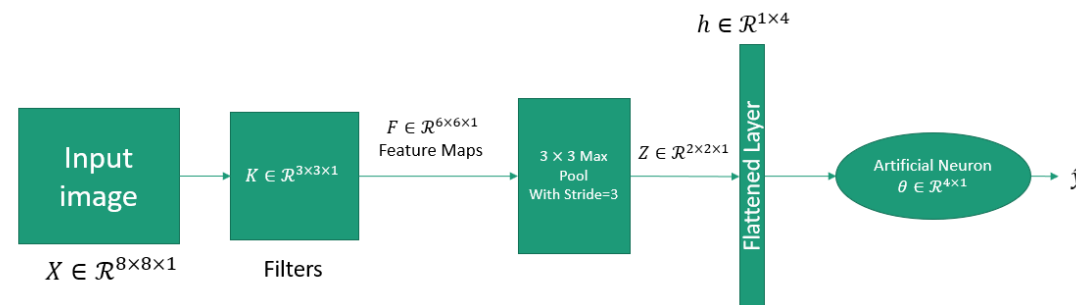 Input
image
X ∈ ℛ^{8×8×1}
K ∈ ℛ^{3×3×1}
Filters
F ∈ ℛ^{6×6×1}
Feature Maps
3 × 3 Max
Pool
With Stride=3
Z ∈ ℛ^{2×2×1}
h ∈ ℛ^{1×4}
Flattened Layer
Artificial Neuron
θ ∈ ℛ^{4×1}